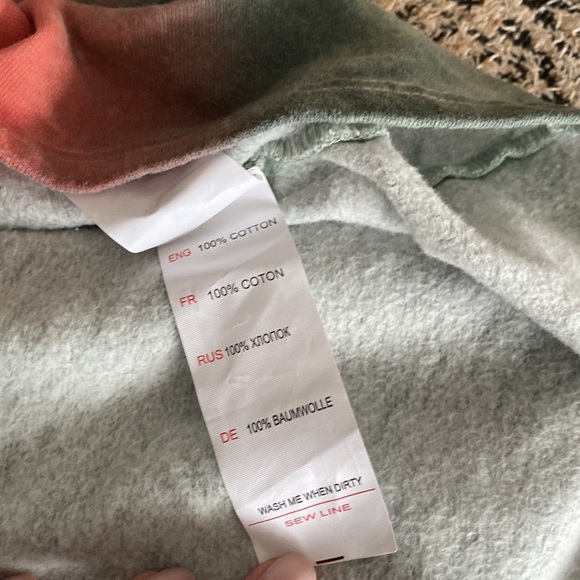 ENG 100% COTTON
FR 100% COTON
RUS 100% ХЛОПОК
DE 100% BAUMWOLLE
WASH ME WHEN DIRTY
SEW LINE